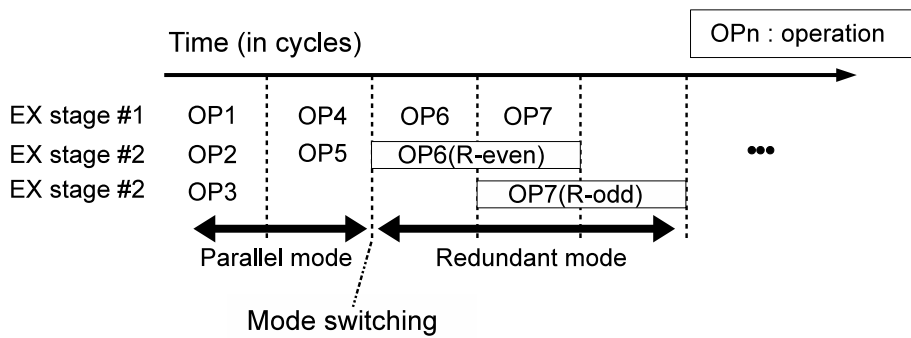 OPn : operation
Time (in cycles)
EX stage #1 OP1 OP4 OP6 OP7
EX stage #2 OP2 OP5 OP6(R-even) •••
EX stage #2 OP3 OP7(R-odd)
Parallel mode Redundant mode
Mode switching